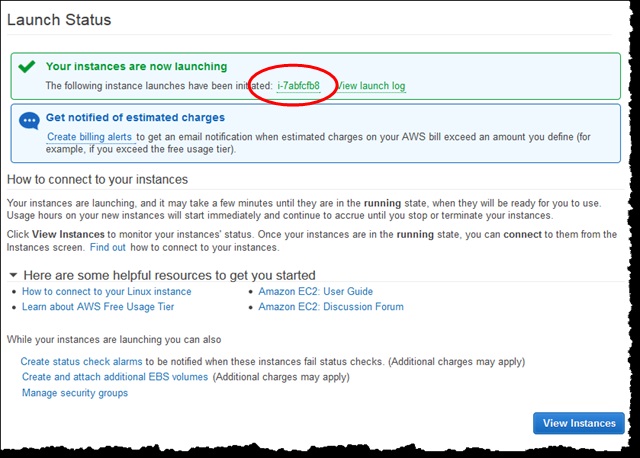 Launch Status
Your instances are now launching
The following instance launches have been initiated: i-7abfcfb8 View launch log
Get notified of estimated charges
Create billing alerts to get an email notification when estimated charges on your AWS bill exceed an amount you define (for
example, if you exceed the free usage tier).
How to connect to your instances
Your instances are launching, and it may take a few minutes until they are in the running state, when they will be ready for you to use.
Usage hours on your new instances will start immediately and continue to accrue until you stop or terminate your instances.
Click View Instances to monitor your instances' status. Once your instances are in the running state, you can connect to them from the
Instances screen. Find out how to connect to your instances.
Here are some helpful resources to get you started
• How to connect to your Linux instance
• Amazon EC2: User Guide
• Learn about AWS Free Usage Tier
• Amazon EC2: Discussion Forum
While your instances are launching you can also
Create status check alarms to be notified when these instances fail status checks. (Additional charges may apply)
Create and attach additional EBS volumes (Additional charges may apply)
Manage security groups
View Instances